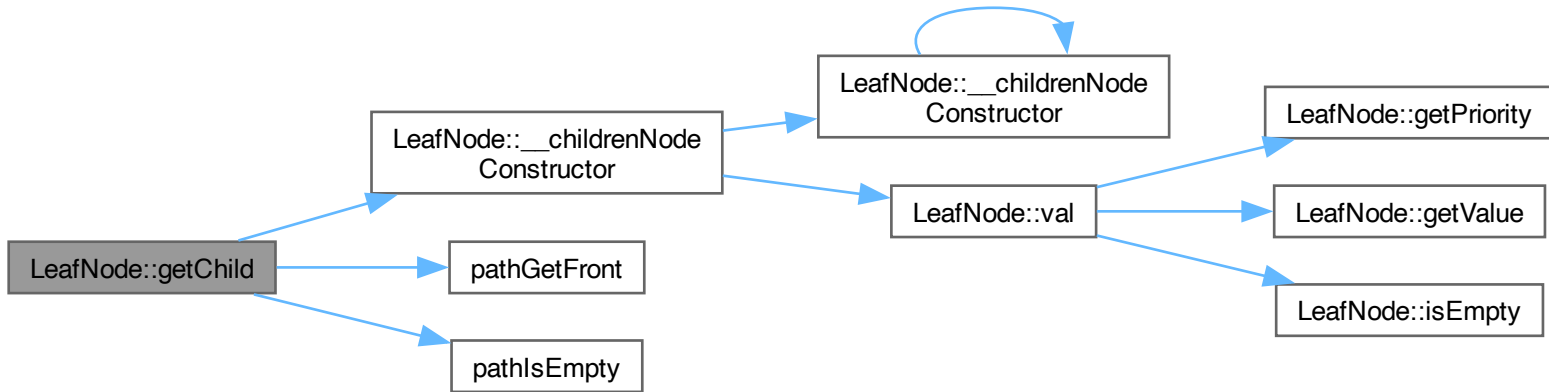 LeafNode::getChild
LeafNode::__childrenNode
Constructor
pathGetFront
pathIsEmpty
LeafNode::__childrenNode
Constructor
LeafNode::val
LeafNode::getPriority
LeafNode::getValue
LeafNode::isEmpty